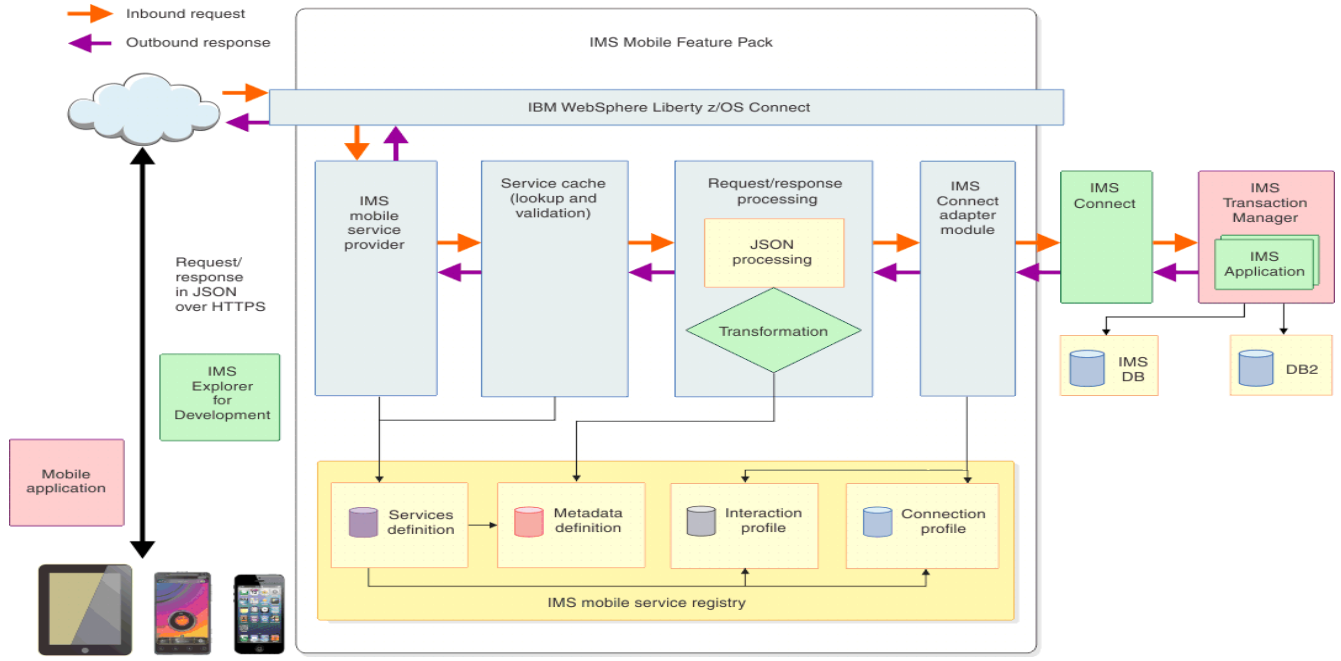 Inbound request
Outbound response
IMS Mobile Feature Pack
IBM WebSphere Liberty z/OS Connect
IMS
mobile
service
provider
Service cache
(lookup and
validation)
Request/response
processing
JSON
processing
Transformation
IMS
Connect
adapter
module
IMS
Connect
IMS
Transaction
Manager
IMS
Application
IMS
DB
DB2
Request/
response
in JSON
over HTTPS
IMS
Explorer
for
Development
Mobile
application
Services
definition
Metadata
definition
Interaction
profile
Connection
profile
IMS mobile service registry